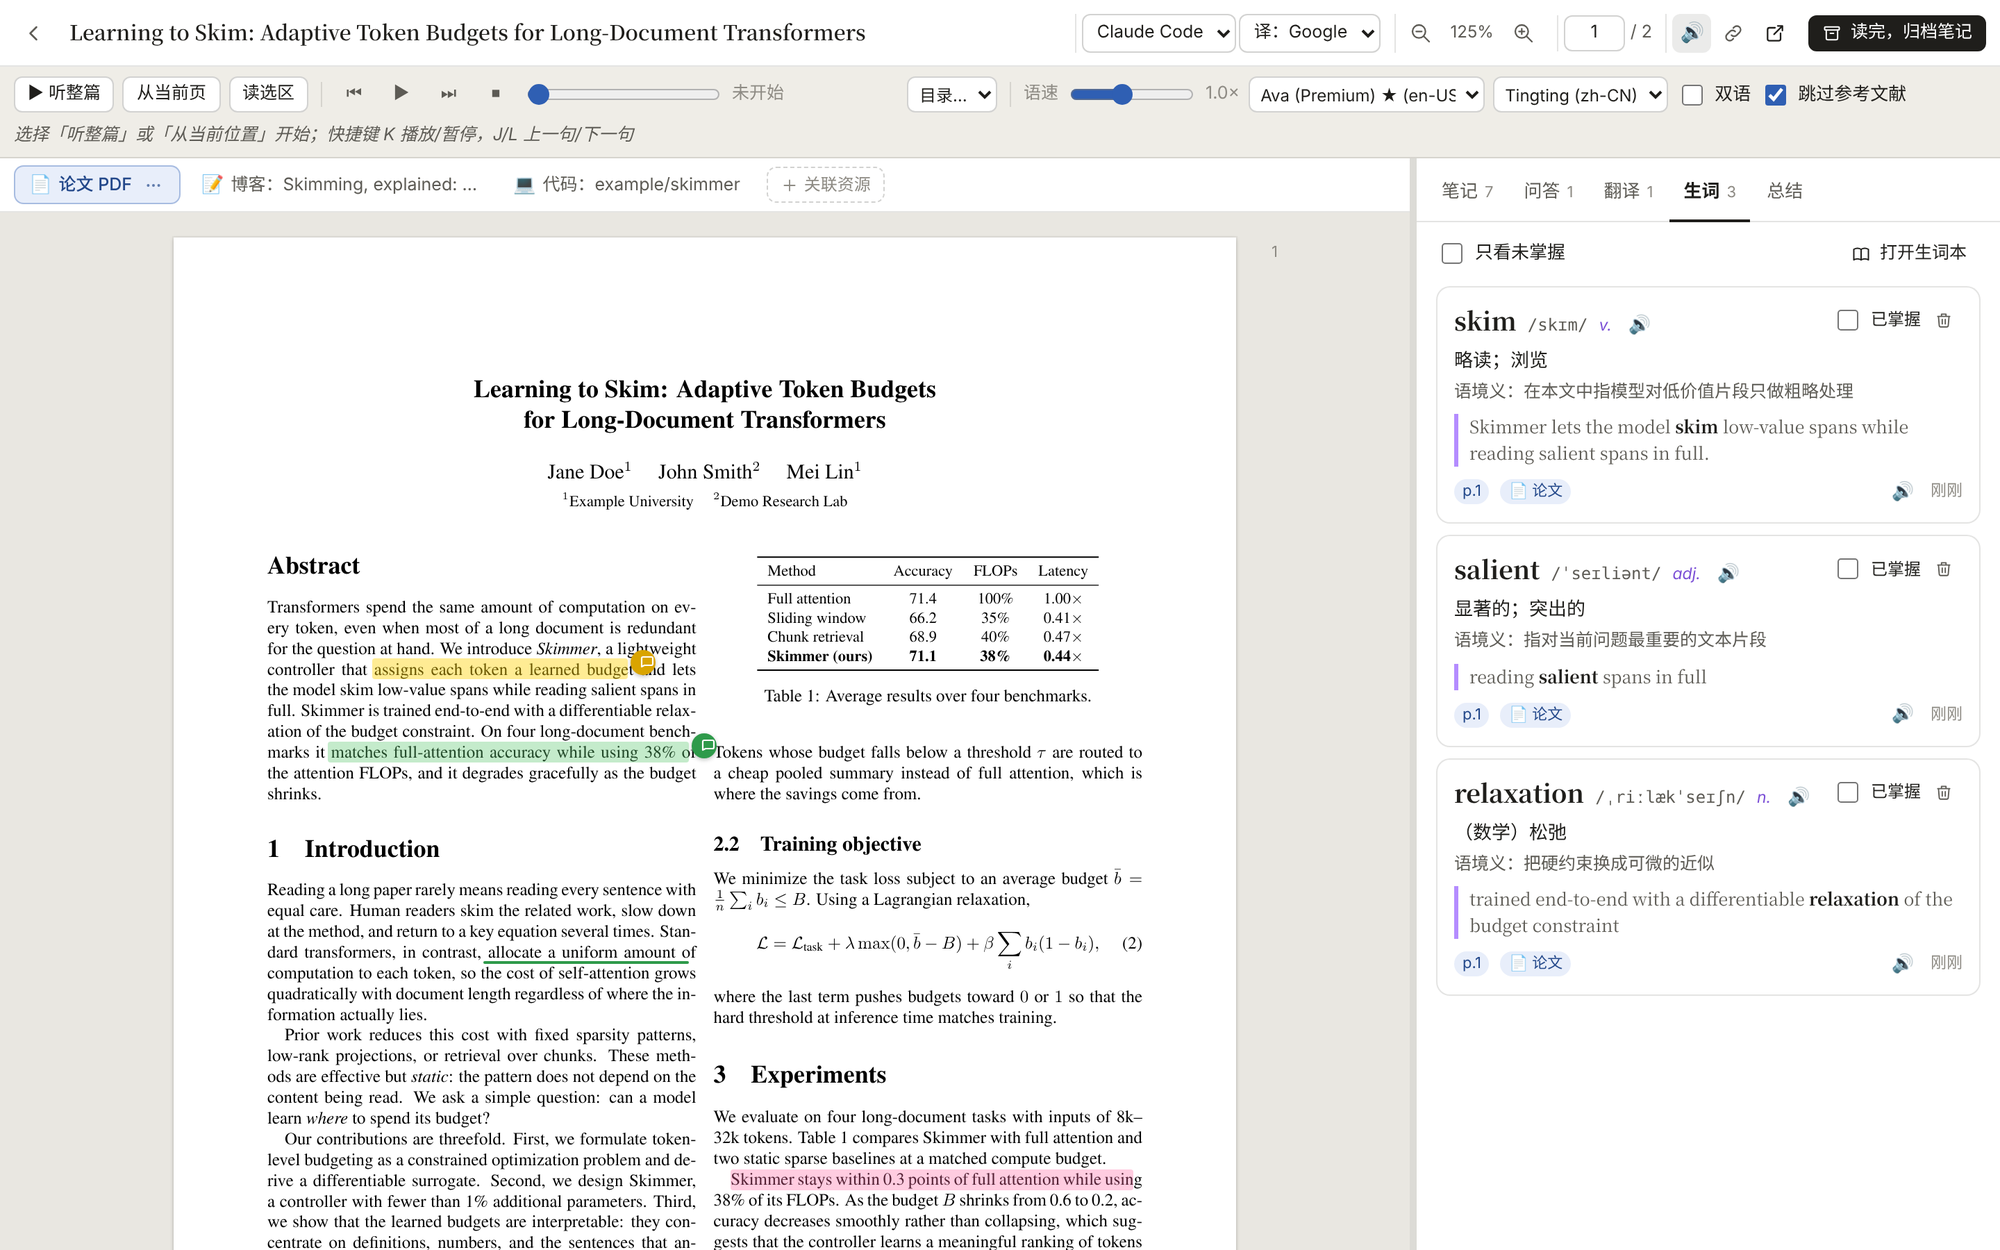 Learning to Skim: Adaptive Token Budgets for Long-Document Transformers
Claude Code
译：Google
125%
1 / 2
读完，归档笔记
▶ 听整篇
从当前页
读选区
未开始
目录...
语速
1.0×
Ava (Premium) ★ (en-US
Tingting (zh-CN)
双语
跳过参考文献
选择「听整篇」或「从当前位置」开始；快捷键 K 播放/暂停，J/L 上一句/下一句
论文 PDF ···
博客：Skimming, explained: ...
代码：example/skimmer
+ 关联资源
1
Learning to Skim: Adaptive Token Budgets
for Long-Document Transformers
Jane Doe1 John Smith2 Mei Lin1
1Example University 2Demo Research Lab
Abstract
Transformers spend the same amount of computation on ev-
ery token, even when most of a long document is redundant
for the question at hand. We introduce Skimmer, a lightweight
controller that assigns each token a learned budget and lets
the model skim low-value spans while reading salient spans in
full. Skimmer is trained end-to-end with a differentiable relax-
ation of the budget constraint. On four long-document bench-
marks it matches full-attention accuracy while using 38% of
the attention FLOPs, and it degrades gracefully as the budget
shrinks.
1 Introduction
Reading a long paper rarely means reading every sentence with
equal care. Human readers skim the related work, slow down
at the method, and return to a key equation several times. Stan-
dard transformers, in contrast, allocate a uniform amount of
computation to each token, so the cost of self-attention grows
quadratically with document length regardless of where the in-
formation actually lies.
Prior work reduces this cost with fixed sparsity patterns,
low-rank projections, or retrieval over chunks. These meth-
ods are effective but static: the pattern does not depend on the
content being read. We ask a simple question: can a model
learn where to spend its budget?
Our contributions are threefold. First, we formulate token-
level budgeting as a constrained optimization problem and de-
rive a differentiable surrogate. Second, we design Skimmer,
a controller with fewer than 1% additional parameters. Third,
we show that the learned budgets are interpretable: they con-
centrate on definitions, numbers, and the sentences that an-
Method Accuracy FLOPs Latency
Full attention 71.4 100% 1.00×
Sliding window 66.2 35% 0.41×
Chunk retrieval 68.9 40% 0.47×
Skimmer (ours) 71.1 38% 0.44×
Table 1: Average results over four benchmarks.
Tokens whose budget falls below a threshold τ are routed to
a cheap pooled summary instead of full attention, which is
where the savings come from.
2.2 Training objective
We minimize the task loss subject to an average budget b̄ =
1/n ∑i bi ≤ B. Using a Lagrangian relaxation,
ℒ = ℒtask + λ max(0, b̄ − B) + β ∑i bi(1 − bi), (2)
where the last term pushes budgets toward 0 or 1 so that the
hard threshold at inference time matches training.
3 Experiments
We evaluate on four long-document tasks with inputs of 8k–
32k tokens. Table 1 compares Skimmer with full attention and
two static sparse baselines at a matched compute budget.
Skimmer stays within 0.3 points of full attention while using
38% of its FLOPs. As the budget B shrinks from 0.6 to 0.2, ac-
curacy decreases smoothly rather than collapsing, which sug-
gests that the controller learns a meaningful ranking of tokens
笔记 7
问答 1
翻译 1
生词 3
总结
只看未掌握
打开生词本
skim /skɪm/ v.
已掌握
略读；浏览
语境义：在本文中指模型对低价值片段只做粗略处理
Skimmer lets the model skim low-value spans while
reading salient spans in full.
p.1 论文 刚刚
salient /ˈseɪliənt/ adj.
已掌握
显著的；突出的
语境义：指对当前问题最重要的文本片段
reading salient spans in full
p.1 论文 刚刚
relaxation /ˌriːlækˈseɪʃn/ n.
已掌握
（数学）松弛
语境义：把硬约束换成可微的近似
trained end-to-end with a differentiable relaxation of the
budget constraint
p.1 论文 刚刚